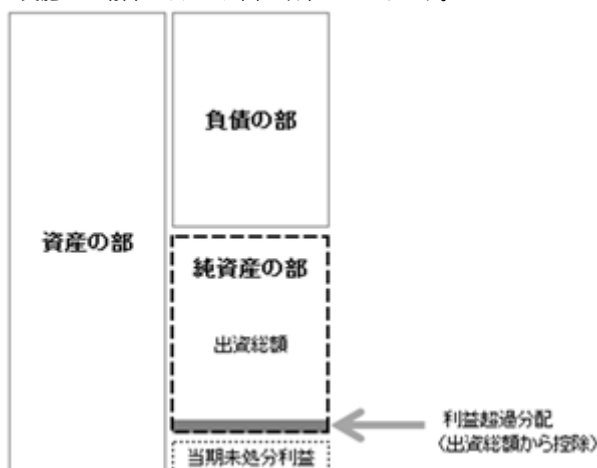 負債の部
資産の部
純資産の部
出資総額
利益超過分配
（出資総額から控除）
当期未処分利益